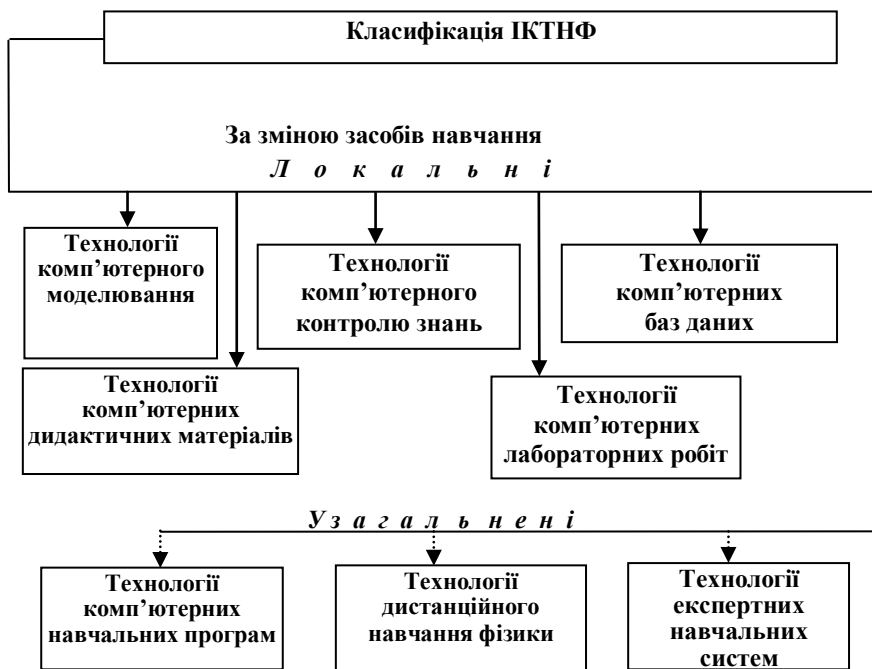 Класифікація ІКТНФ
За зміною засобів навчання
Л о к а л ь н і
Технології
комп’ютерного
моделювання
Технології
комп’ютерного
контролю знань
Технології
комп’ютерних
баз даних
Технології
комп’ютерних
дидактичних матеріалів
Технології
комп’ютерних
лабораторних робіт
У з а г а л ь н е н і
Технології
комп’ютерних
навчальних програм
Технології
дистанційного
навчання фізики
Технології
експертних
навчальних
систем